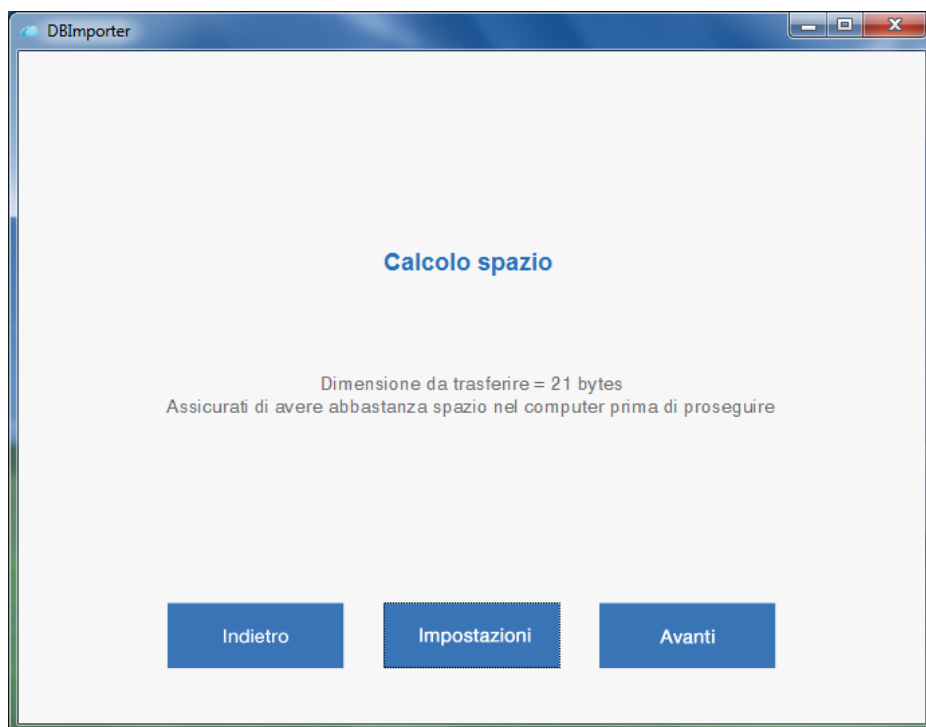 DBImporter
Calcolo spazio
Dimensione da trasferire = 21 bytes
Assicurati di avere abbastanza spazio nel computer prima di proseguire
Indietro
Impostazioni
Avanti